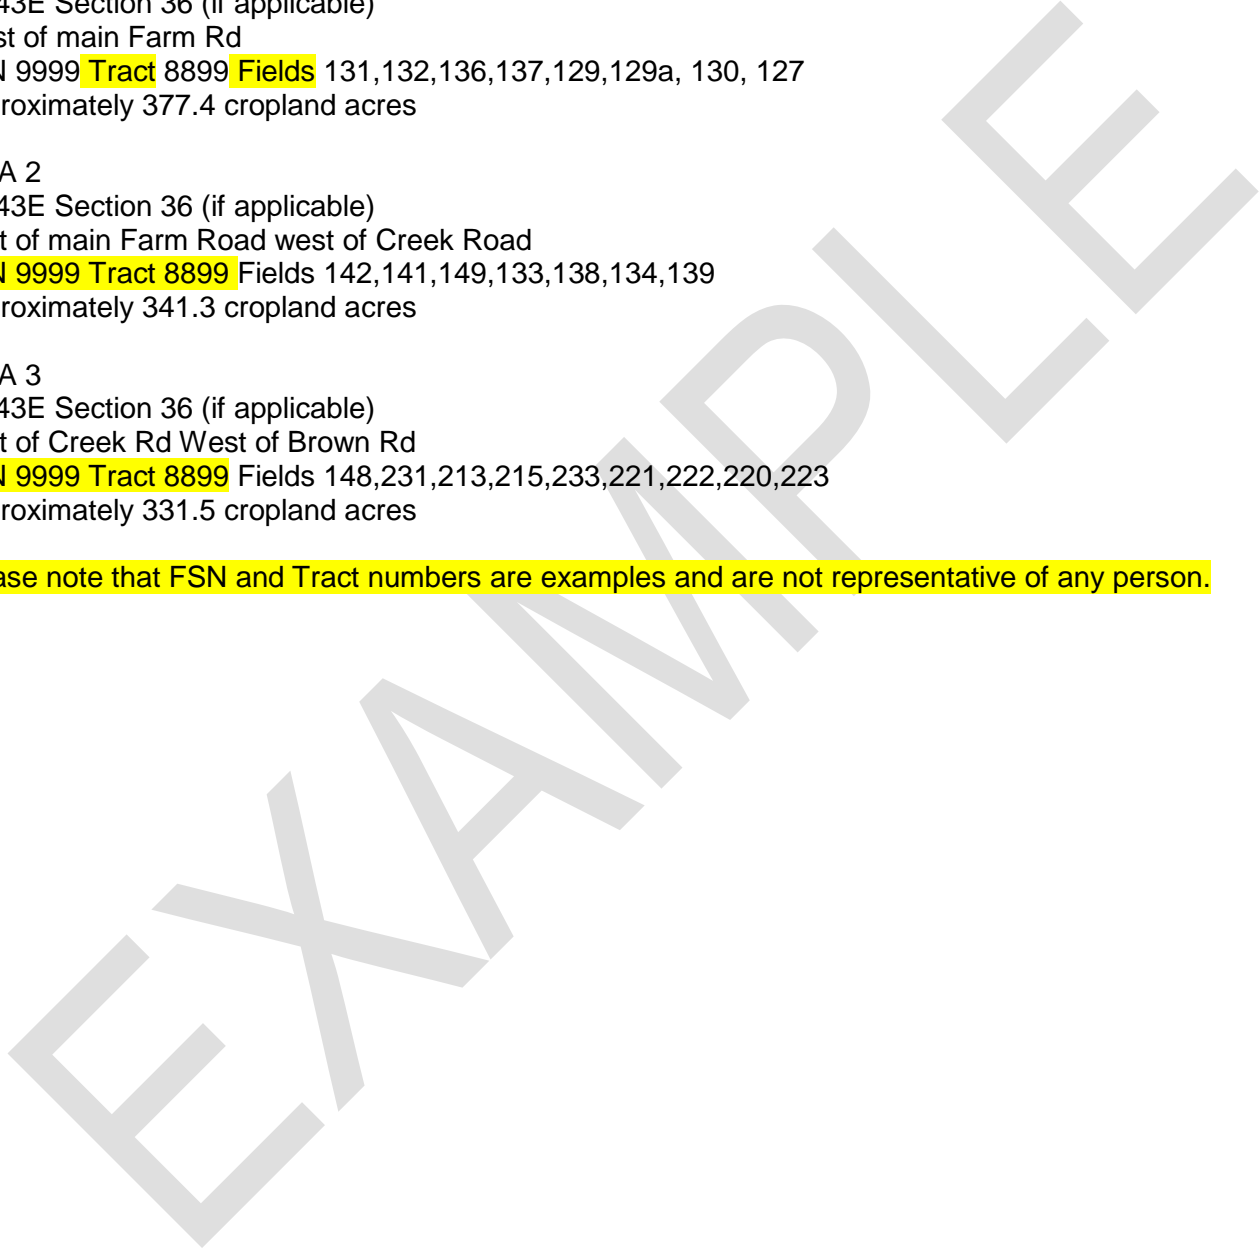 43E Section 36 (if applicable)
st of main Farm Rd
N 9999 Tract 8899 Fields 131,132,136,137,129,129a, 130, 127
roximately 377.4 cropland acres
A 2
43E Section 36 (if applicable)
t of main Farm Road west of Creek Road
N 9999 Tract 8899 Fields 142,141,149,133,138,134,139
roximately 341.3 cropland acres
A 3
43E Section 36 (if applicable)
t of Creek Rd West of Brown Rd
N 9999 Tract 8899 Fields 148,231,213,215,233,221,222,220,223
roximately 331.5 cropland acres
ase note that FSN and Tract numbers are examples and are not representative of any person.
EXAMPLE